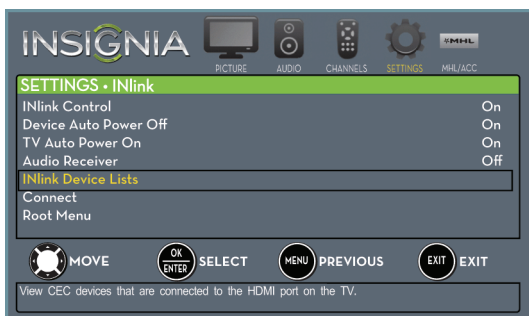 INSIGNIA
PICTURE AUDIO CHANNELS SETTINGS MHL/ACC
MHL
SETTINGS • INlink
INlink Control On
Device Auto Power Off On
TV Auto Power On On
Audio Receiver Off
INlink Device Lists
Connect
Root Menu
MOVE OK ENTER SELECT MENU PREVIOUS EXIT EXIT
View CEC devices that are connected to the HDMI port on the TV.